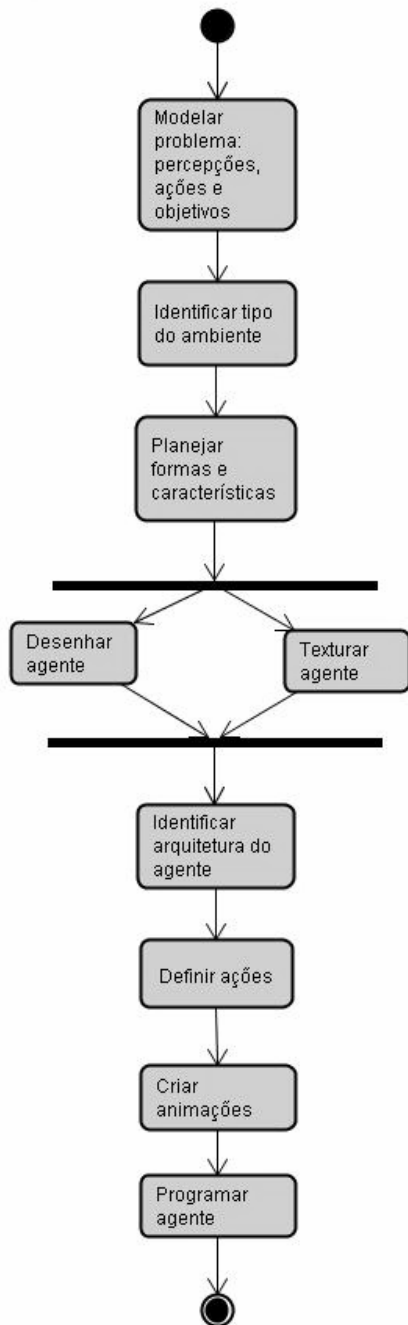 Modelar
problema:
percepções,
ações e
objetivos
Identificar tipo
do ambiente
Planejar
formas e
características
Desenhar
agente
Texturar
agente
Identificar
arquitetura do
agente
Definir ações
Criar
animações
Programar
agente